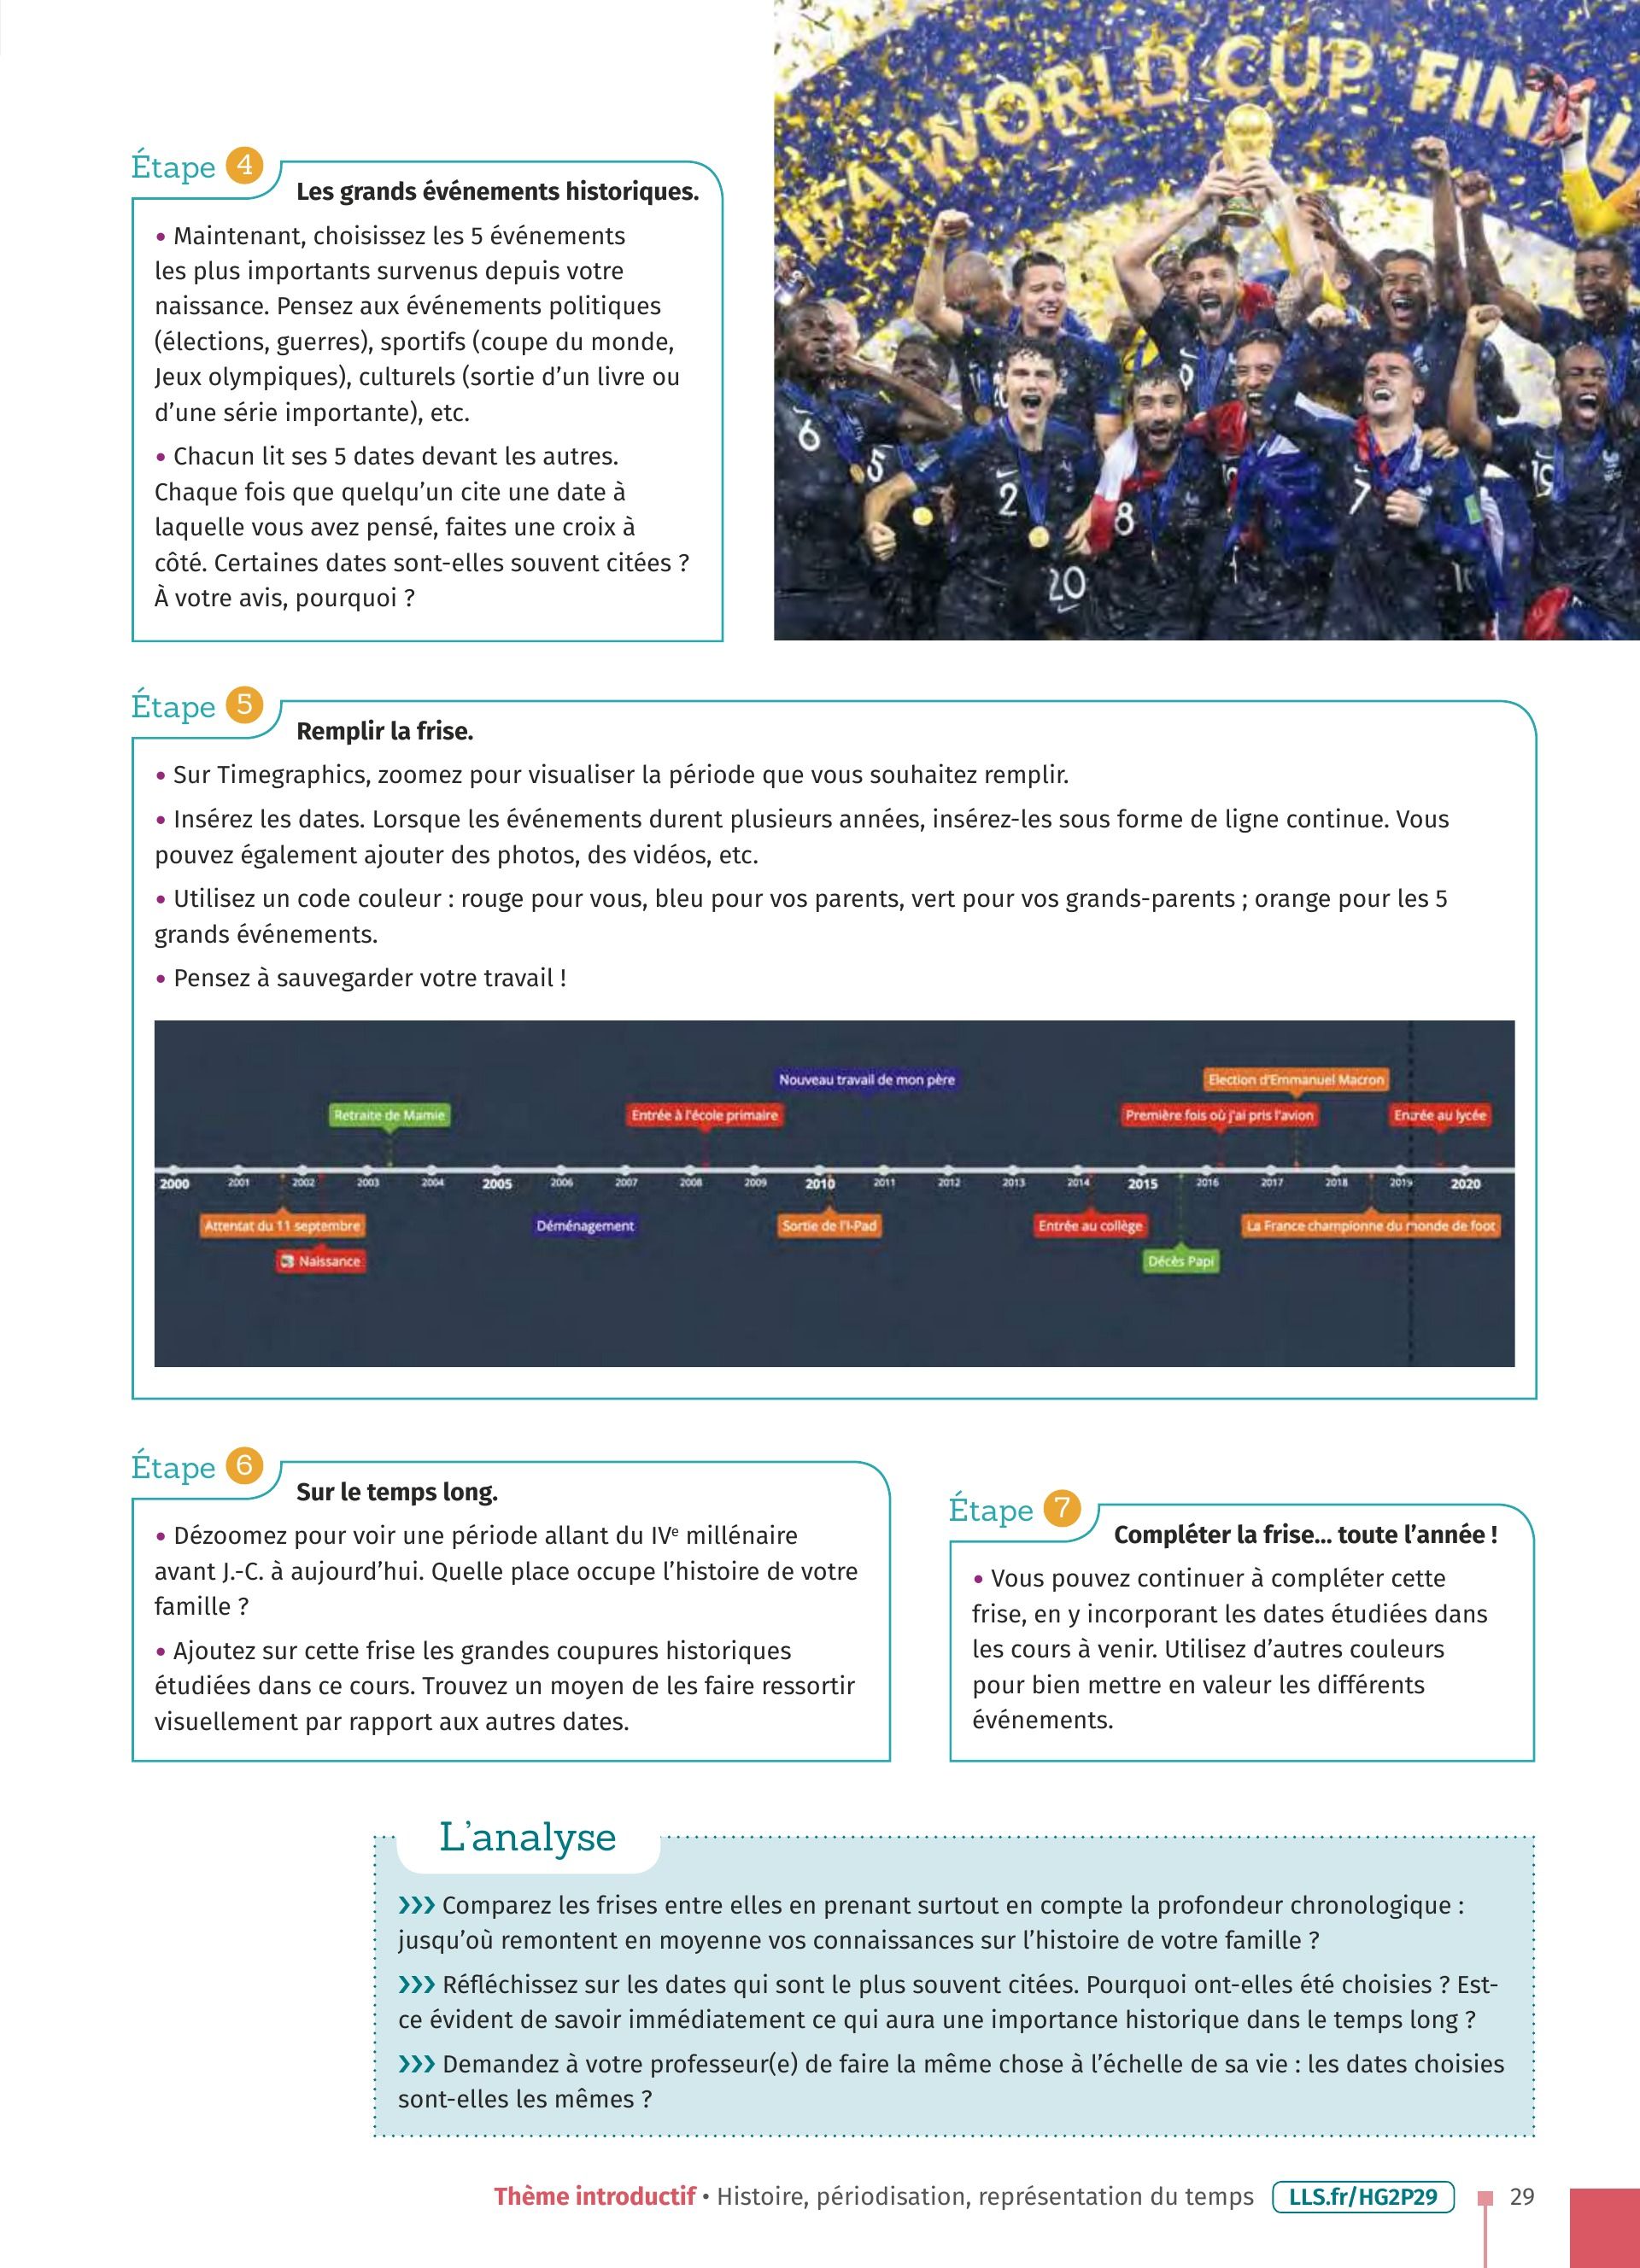 FIFA WORLD CUP FINAL
6
5
2
8
20
7
19
Étape 4
Les grands événements historiques.
• Maintenant, choisissez les 5 événements
les plus importants survenus depuis votre
naissance. Pensez aux événements politiques
(élections, guerres), sportifs (coupe du monde,
Jeux olympiques), culturels (sortie d’un livre ou
d’une série importante), etc.
• Chacun lit ses 5 dates devant les autres.
Chaque fois que quelqu’un cite une date à
laquelle vous avez pensé, faites une croix à
côté. Certaines dates sont-elles souvent citées ?
À votre avis, pourquoi ?
Étape 5
Remplir la frise.
• Sur Timegraphics, zoomez pour visualiser la période que vous souhaitez remplir.
• Insérez les dates. Lorsque les événements durent plusieurs années, insérez-les sous forme de ligne continue. Vous
pouvez également ajouter des photos, des vidéos, etc.
• Utilisez un code couleur : rouge pour vous, bleu pour vos parents, vert pour vos grands-parents ; orange pour les 5
grands événements.
• Pensez à sauvegarder votre travail !
Nouveau travail de mon père
Election d'Emmanuel Macron
Retraite de Mamie
Entrée à l'école primaire
Première fois où j'ai pris l'avion
Entrée au lycée
2000 2001 2002 2003 2004 2005 2006 2007 2008 2009 2010 2011 2012 2013 2014 2015 2016 2017 2018 2019 2020
Attentat du 11 septembre
Déménagement
Sortie de l'I-Pad
Entrée au collège
La France championne du monde de foot
Naissance
Décès Papi
Étape 6
Sur le temps long.
• Dézoomez pour voir une période allant du IVe millénaire
avant J.-C. à aujourd’hui. Quelle place occupe l’histoire de votre
famille ?
• Ajoutez sur cette frise les grandes coupures historiques
étudiées dans ce cours. Trouvez un moyen de les faire ressortir
visuellement par rapport aux autres dates.
Étape 7
Compléter la frise... toute l’année !
• Vous pouvez continuer à compléter cette
frise, en y incorporant les dates étudiées dans
les cours à venir. Utilisez d’autres couleurs
pour bien mettre en valeur les différents
événements.
L’analyse
››› Comparez les frises entre elles en prenant surtout en compte la profondeur chronologique :
jusqu’où remontent en moyenne vos connaissances sur l’histoire de votre famille ?
››› Réfléchissez sur les dates qui sont le plus souvent citées. Pourquoi ont-elles été choisies ? Est-
ce évident de savoir immédiatement ce qui aura une importance historique dans le temps long ?
››› Demandez à votre professeur(e) de faire la même chose à l’échelle de sa vie : les dates choisies
sont-elles les mêmes ?
Thème introductif • Histoire, périodisation, représentation du temps LLS.fr/HG2P29 29